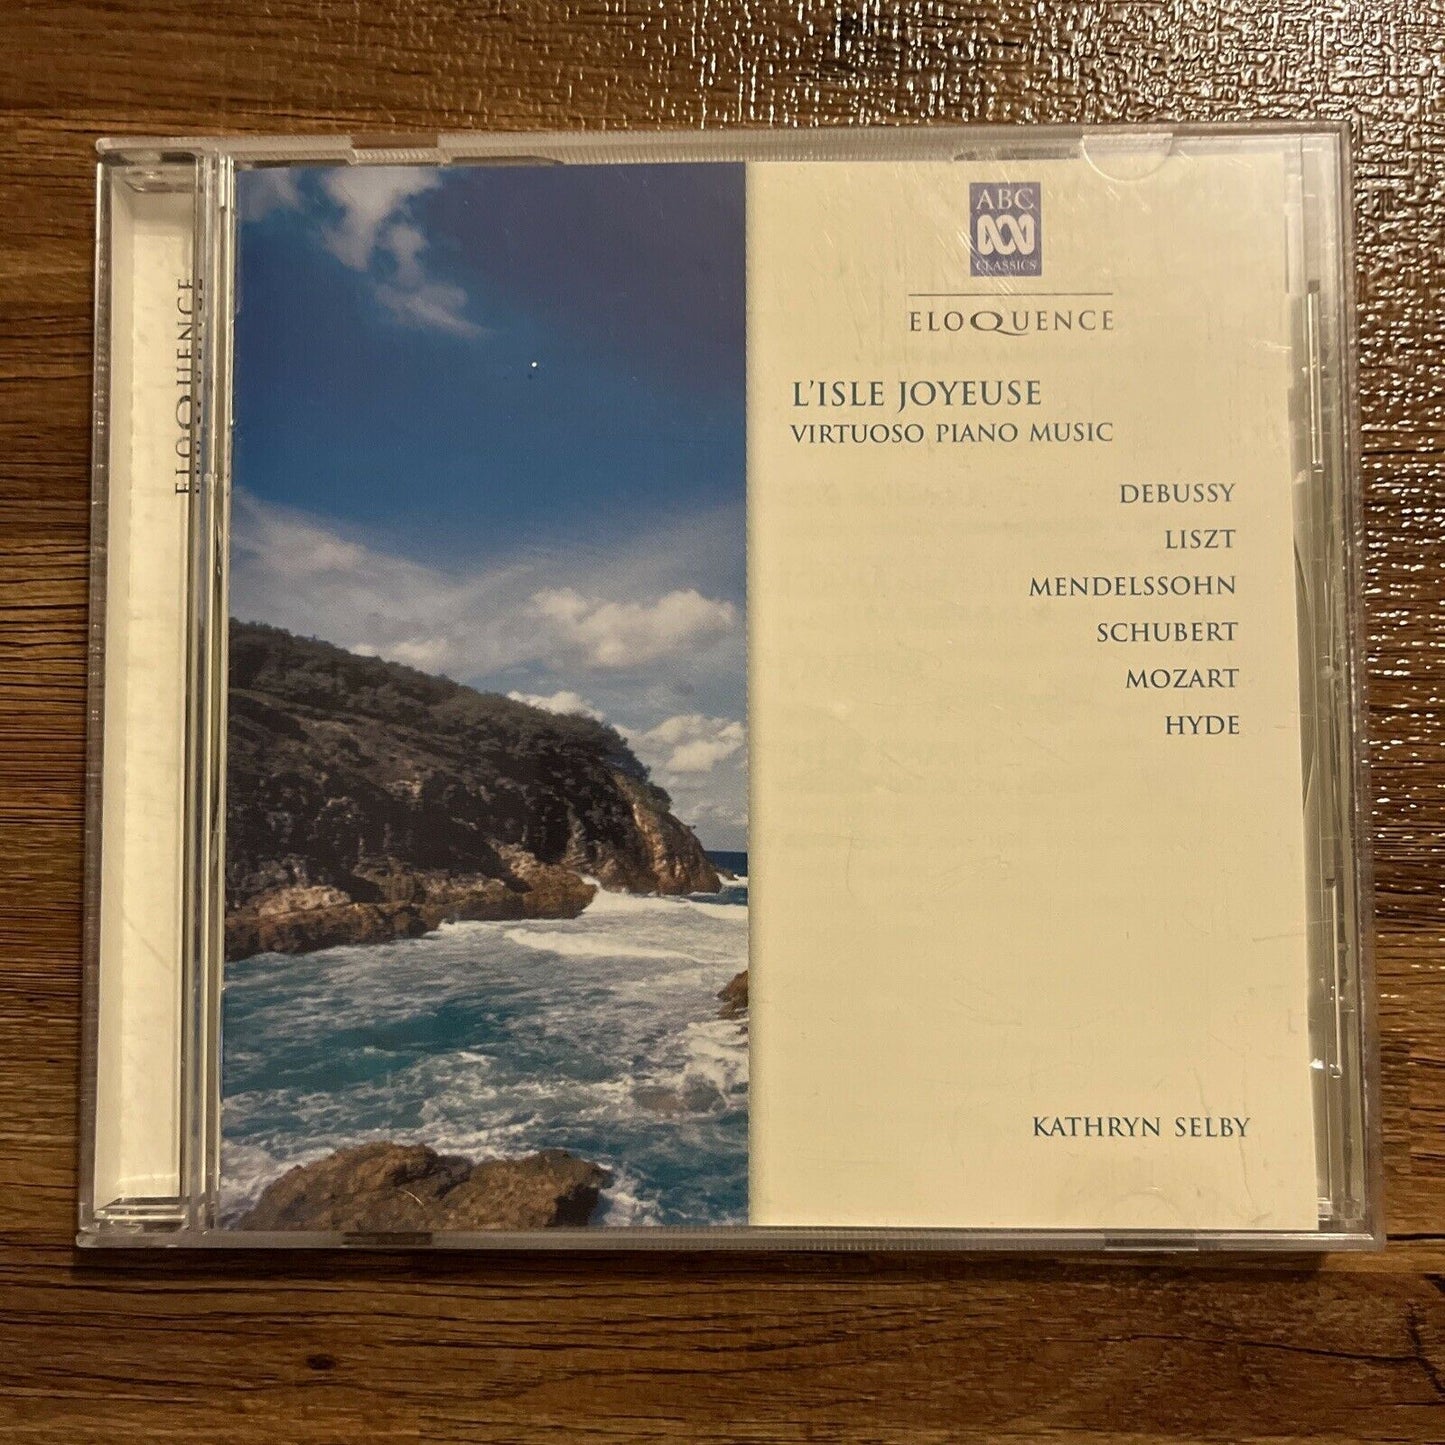 ELOQUENCE
ABC
CLASSICS
ELOQUENCE
L'ISLE JOYEUSE
VIRTUOSO PIANO MUSIC
DEBUSSY
LISZT
MENDELSSOHN
SCHUBERT
MOZART
HYDE
KATHRYN SELBY